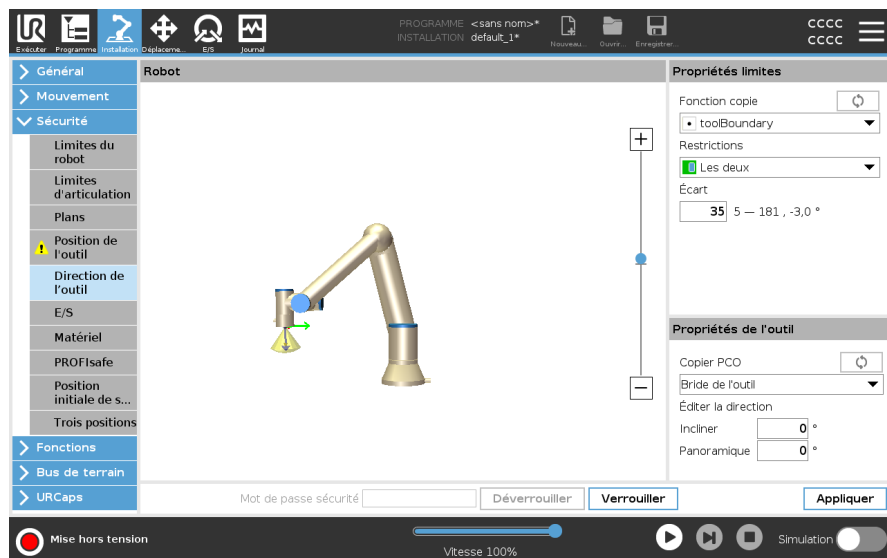 PROGRAMME <sans nom>*
INSTALLATION default_1*
cccc
cccc
Exécuter Programme Installation Déplaceme... E/S Journal
Nouveau... Ouvrir... Enregistrer...
Général
Mouvement
Sécurité
Limites du
robot
Limites
d'articulation
Plans
Position de
l'outil
Direction de
l'outil
E/S
Matériel
PROFIsafe
Position
initiale de s...
Trois positions
Fonctions
Bus de terrain
URCaps
Robot
+
−
Propriétés limites
Fonction copie
toolBoundary
Restrictions
Les deux
Écart
35 5 — 181 , -3,0 °
Propriétés de l'outil
Copier PCO
Bride de l'outil
Éditer la direction
Incliner 0 °
Panoramique 0 °
Mot de passe sécurité Déverrouiller Verrouiller Appliquer
Mise hors tension
Vitesse 100%
Simulation